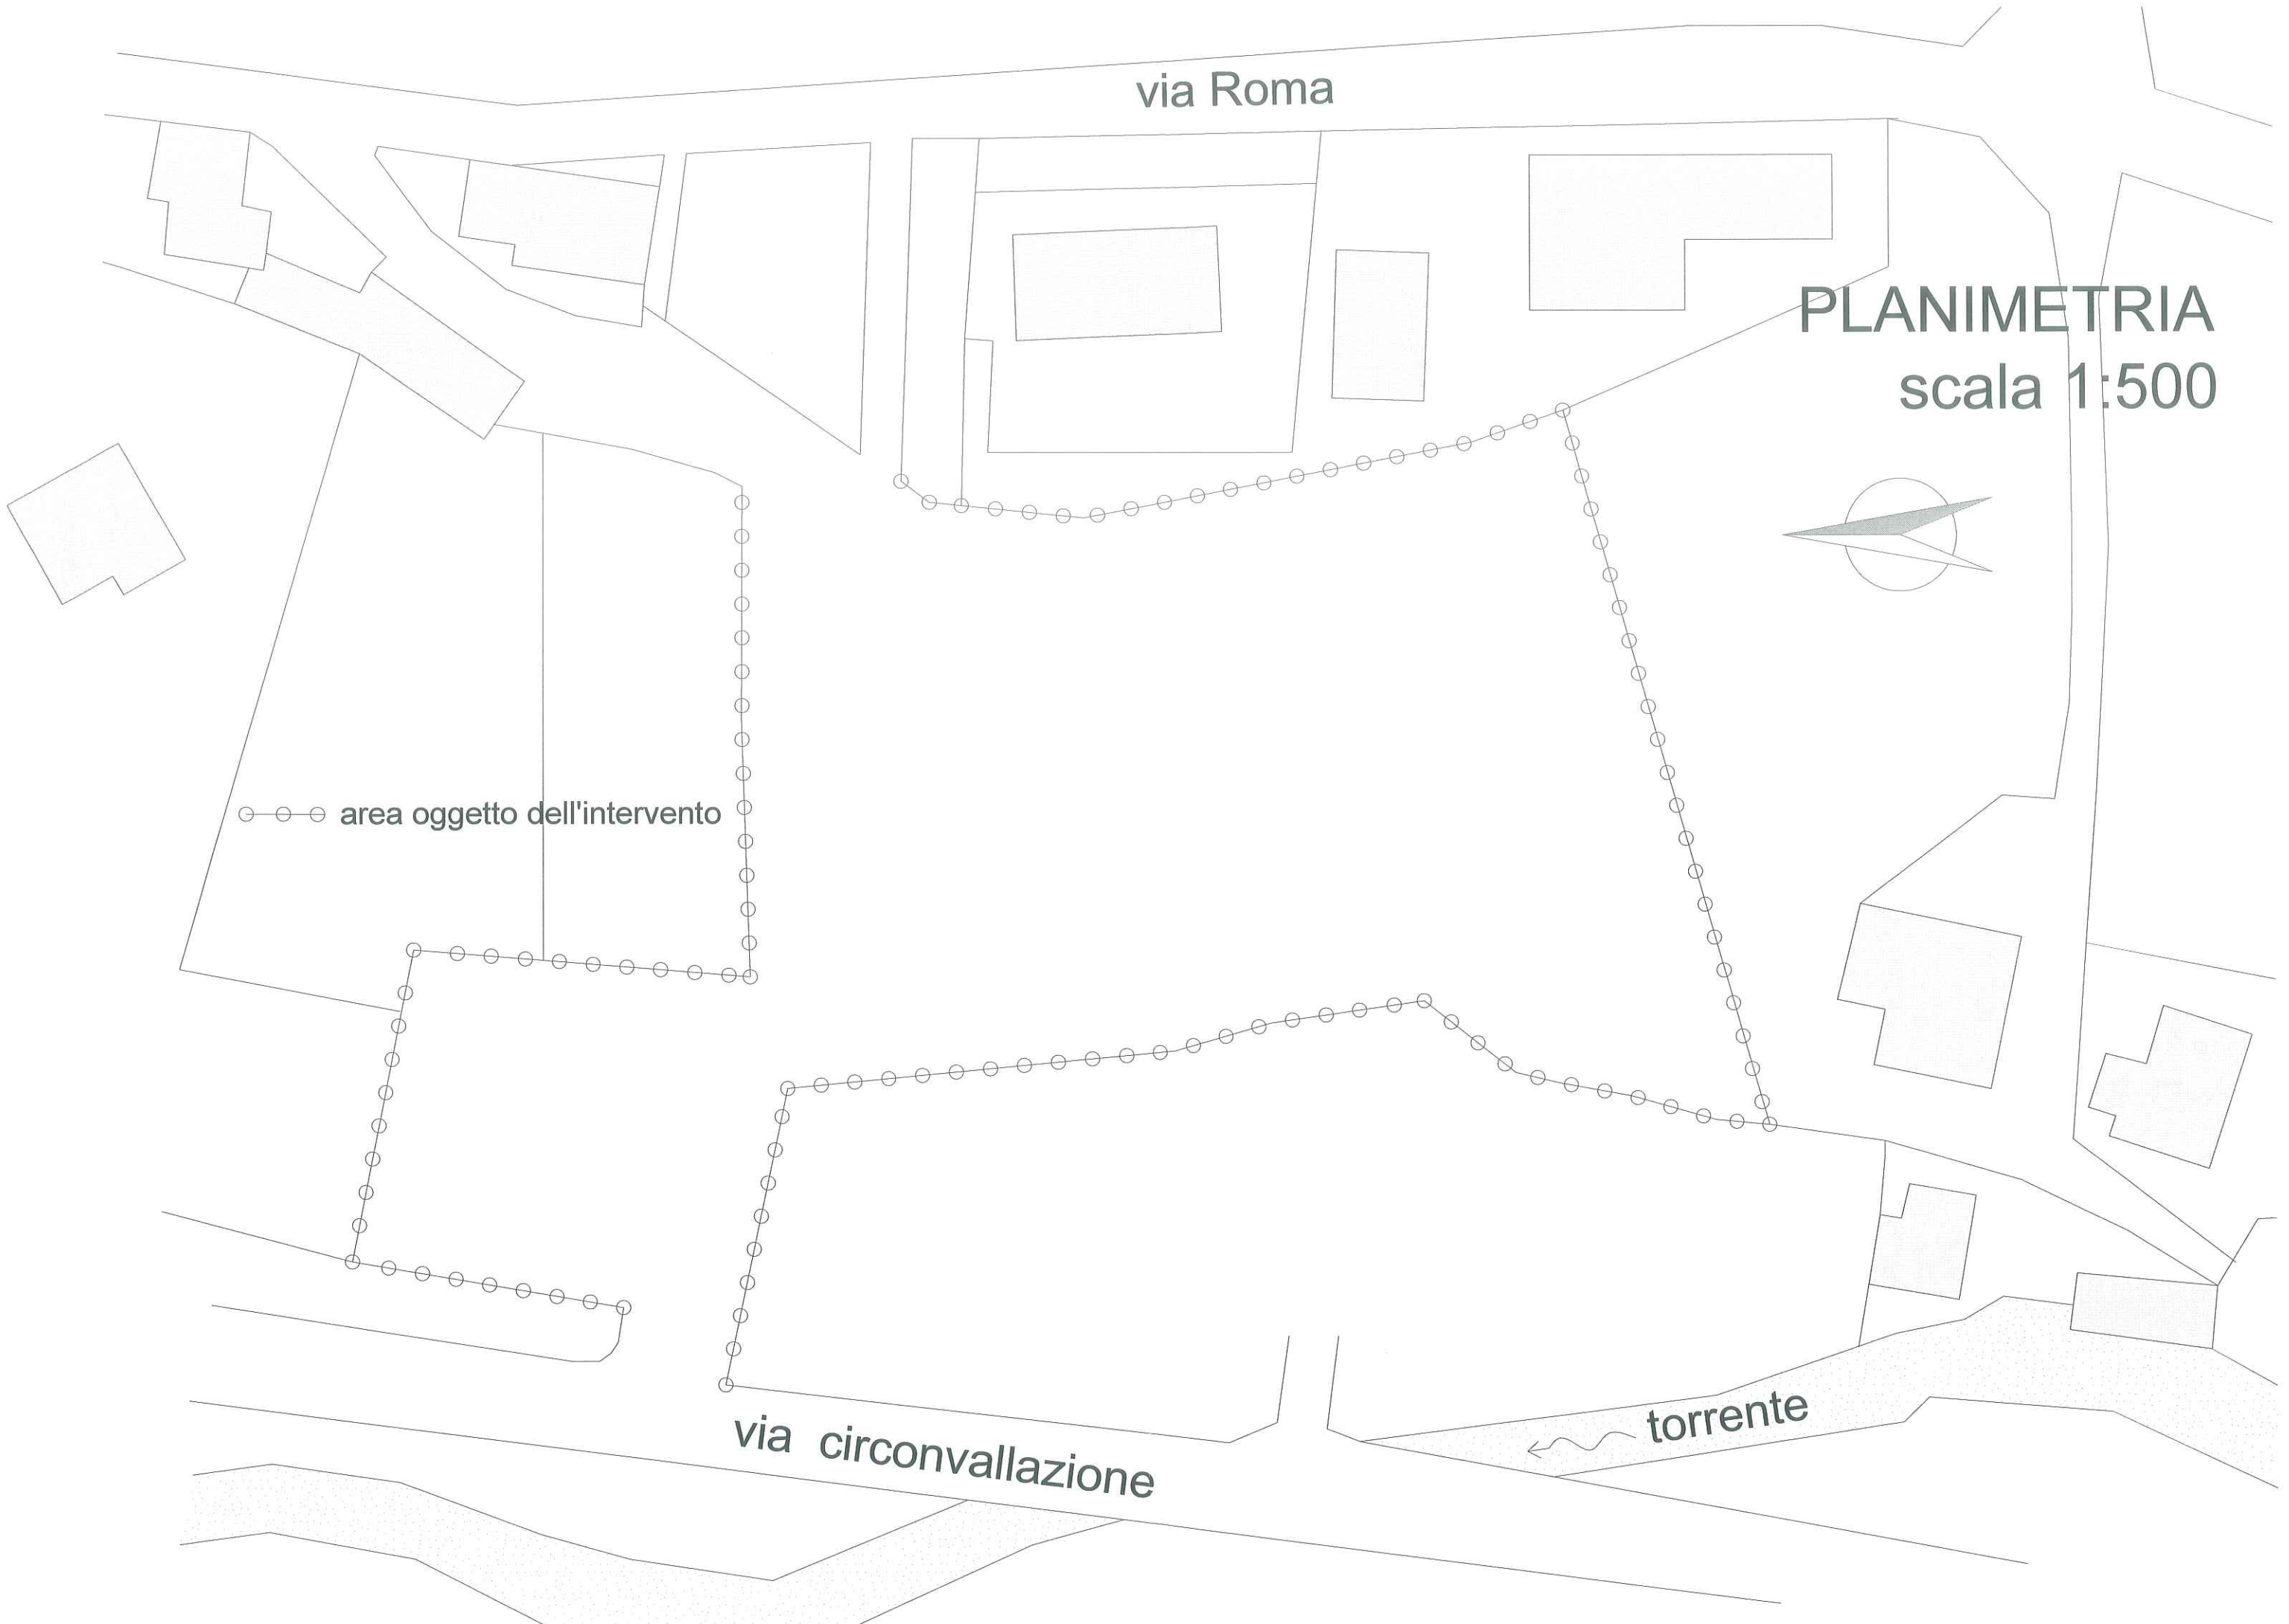 via Roma
PLANIMETRIA
scala 1:500
area oggetto dell'intervento
torrente
via circonvallazione